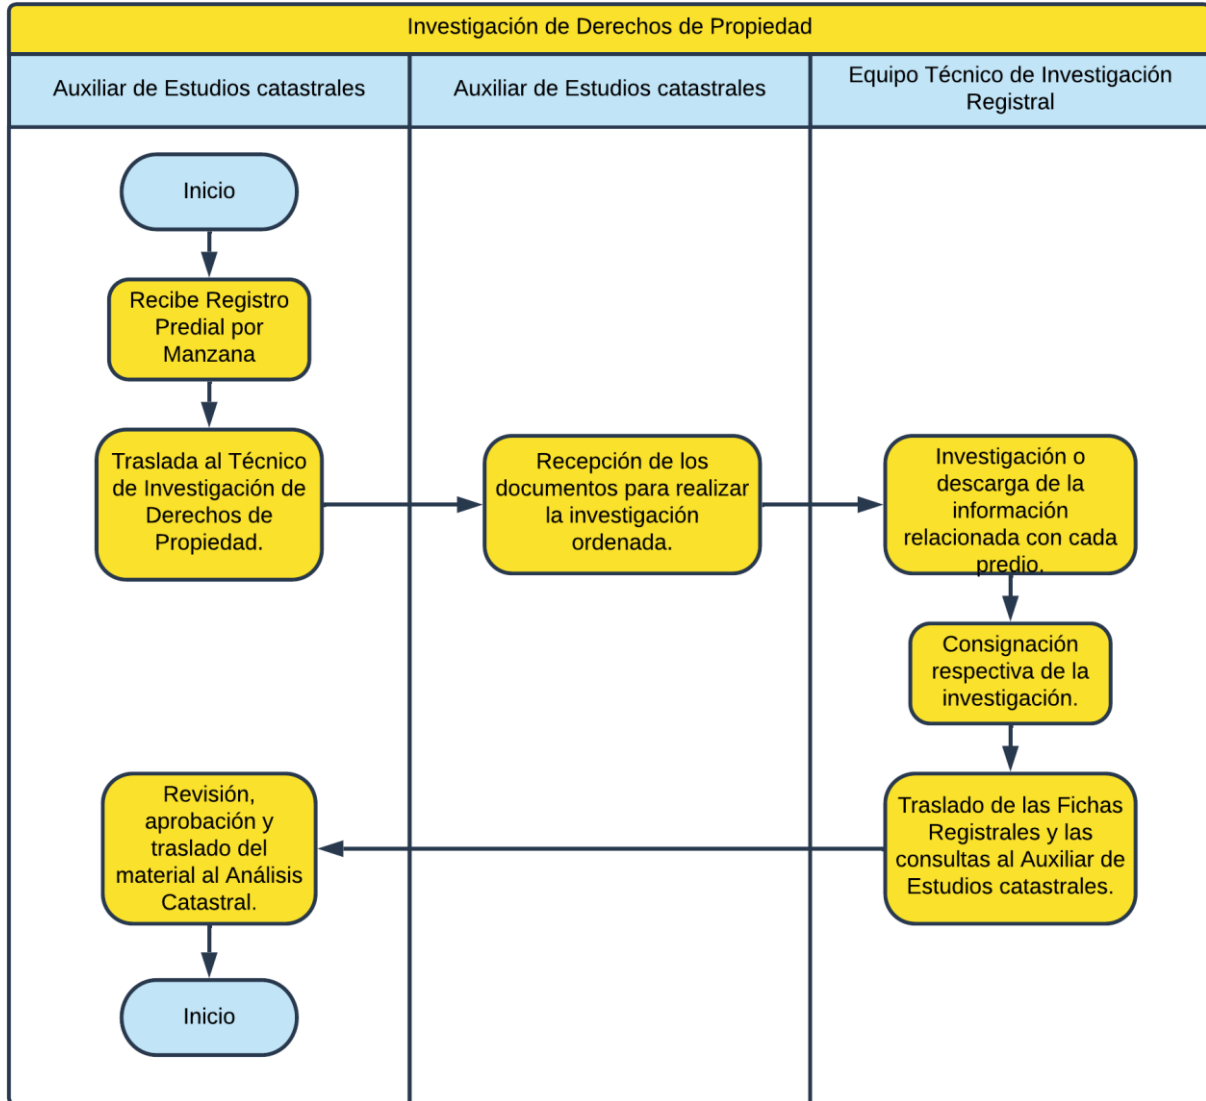 Investigación de Derechos de Propiedad
Auxiliar de Estudios catastrales
Auxiliar de Estudios catastrales
Equipo Técnico de Investigación
Registral
Inicio
Recibe Registro
Predial por
Manzana
Traslada al Técnico
de Investigación de
Derechos de
Propiedad.
Recepción de los
documentos para realizar
la investigación
ordenada.
Investigación o
descarga de la
información
relacionada con cada
predio.
Consignación
respectiva de la
investigación.
Traslado de las Fichas
Registrales y las
consultas al Auxiliar de
Estudios catastrales.
Revisión,
aprobación y
traslado del
material al Análisis
Catastral.
Inicio